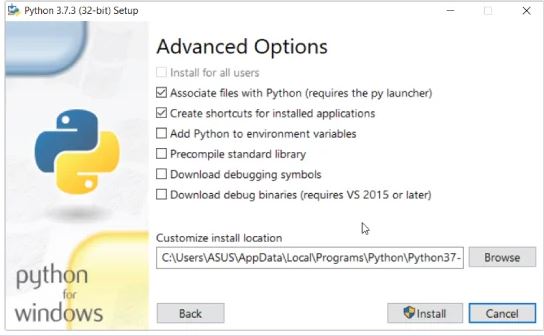 Python 3.7.3 (32-bit) Setup
Advanced Options
Install for all users
Associate files with Python (requires the py launcher)
Create shortcuts for installed applications
Add Python to environment variables
Precompile standard library
Download debugging symbols
Download debug binaries (requires VS 2015 or later)
Customize install location
C:\Users\ASUS\AppData\Local\Programs\Python\Python37-
Browse
python
for
windows
Back
Install
Cancel